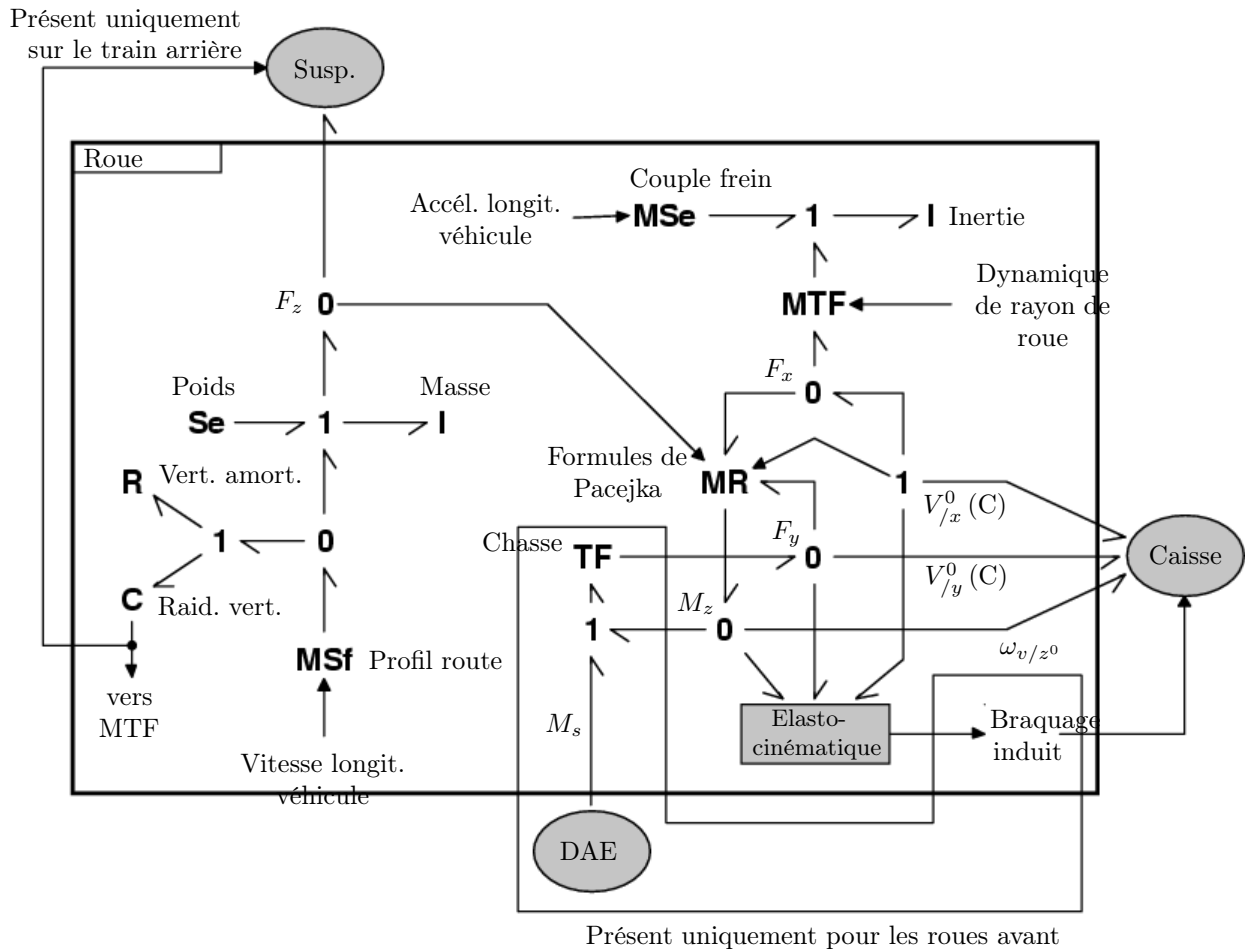 Présent uniquement
sur le train arrière
Susp.
Roue
Couple frein
Accél. longit.
véhicule
MSe
1
I
Inertie
Dynamique
de rayon de
roue
MTF
F_z
0
F_x
0
Poids
Se
1
I
Masse
R
Vert. amort.
Formules de
Pacejka
MR
1
V^0_{/x} (C)
1
0
Chasse
TF
F_y
0
V^0_{/y} (C)
Caisse
C
Raid. vert.
1
M_z
0
ω_{v/z^0}
MSf
Profil route
vers
MTF
M_s
Elasto-
cinématique
Braquage
induit
Vitesse longit.
véhicule
DAE
Présent uniquement pour les roues avant